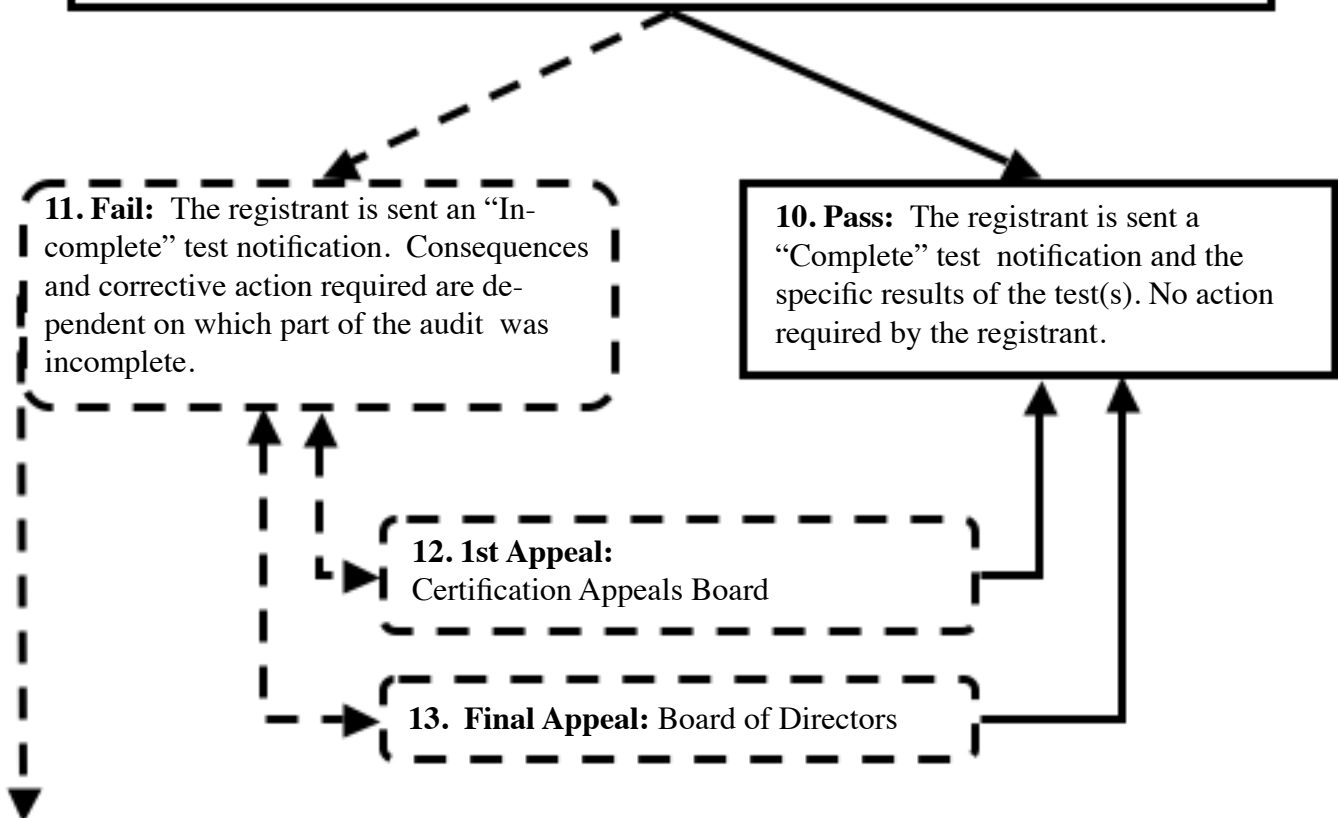 11. Fail:  The registrant is sent an “In-
complete” test notification.  Consequences
and corrective action required are de-
pendent on which part of the audit  was
incomplete.
10. Pass:  The registrant is sent a
“Complete” test  notification and the
specific results of the test(s). No action
required by the registrant.
12. 1st Appeal:
Certification Appeals Board
13.  Final Appeal: Board of Directors